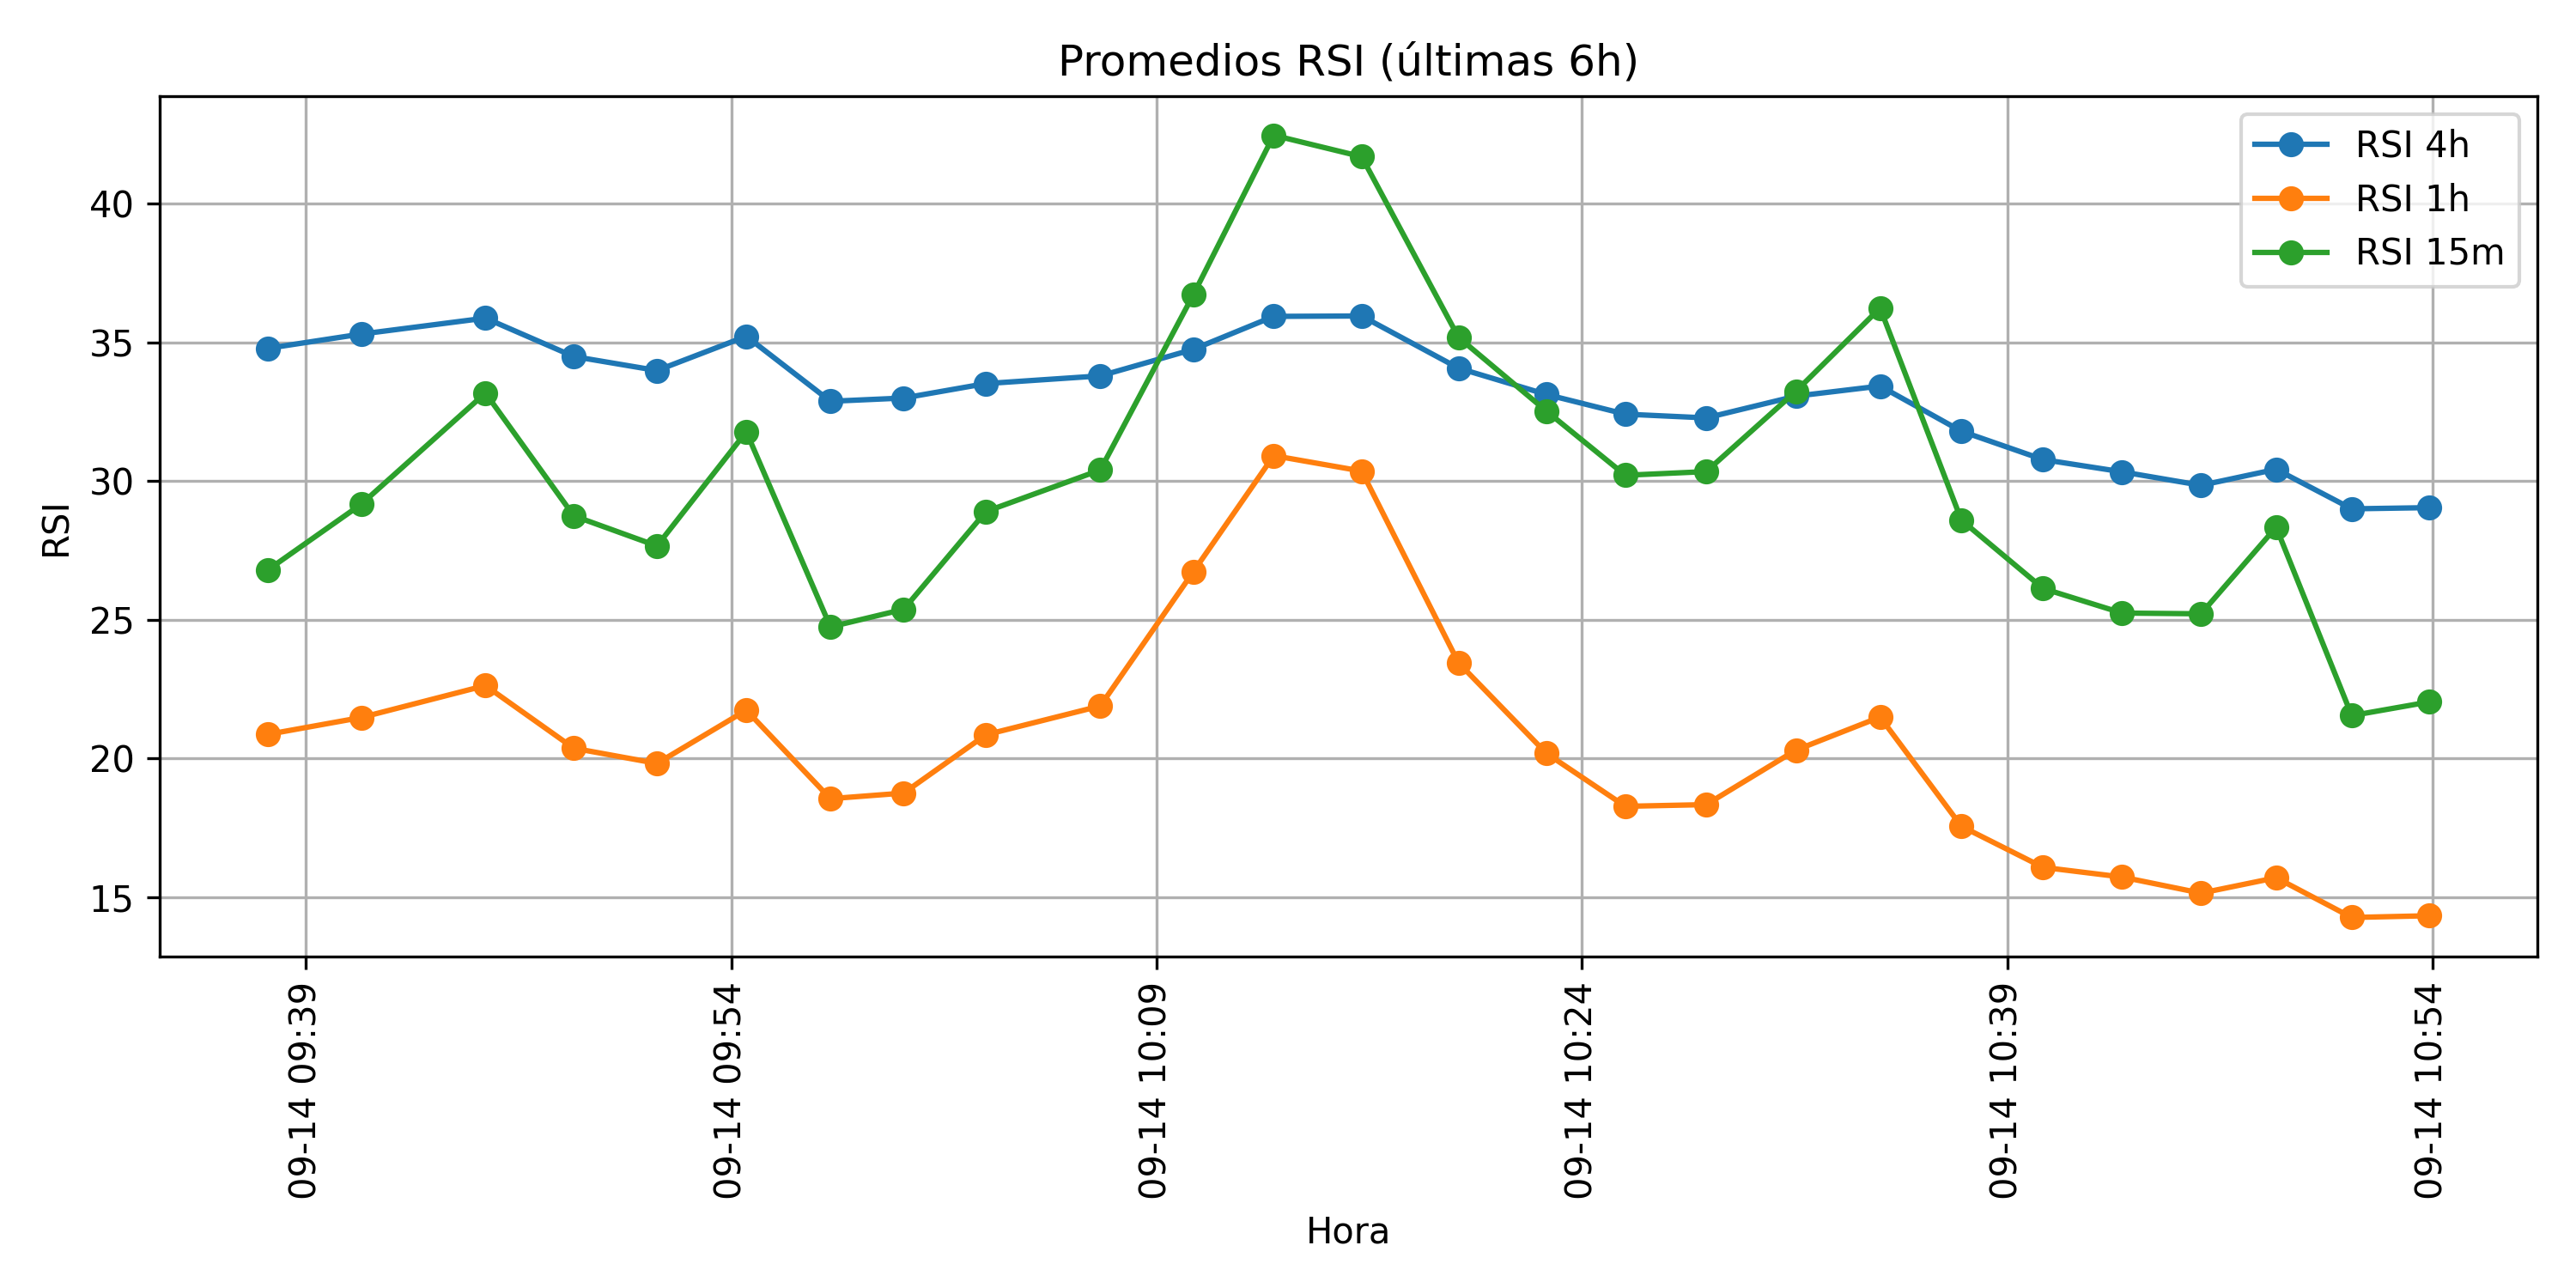 Promedios RSI (últimas 6h)
RSI 4h
RSI 1h
RSI 15m
RSI
40
35
30
25
20
15
09-14 09:39
09-14 09:54
09-14 10:09
09-14 10:24
09-14 10:39
09-14 10:54
Hora